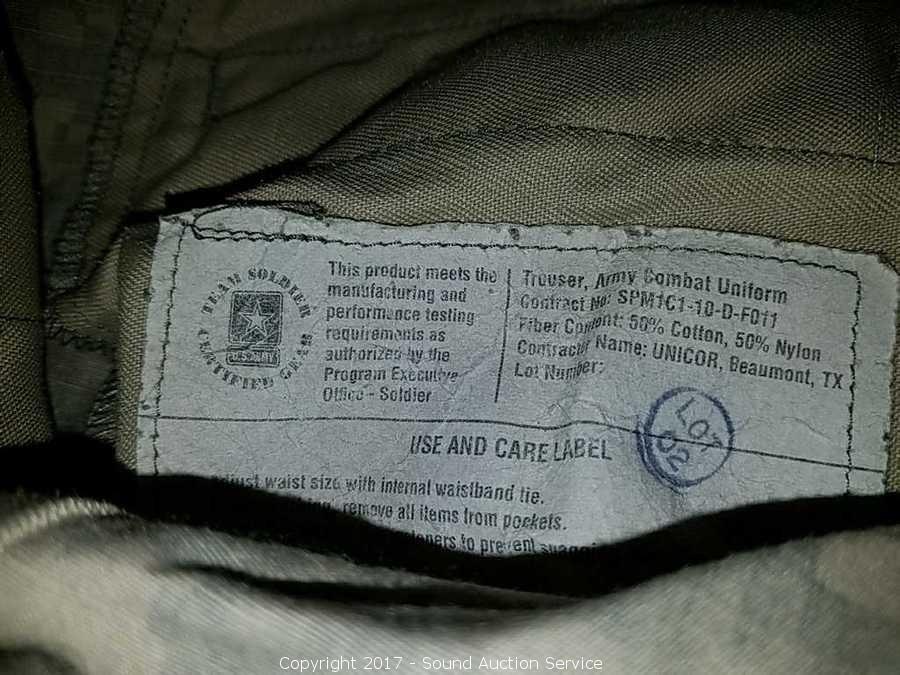 TEAM SOLDIER
CERTIFIED GEAR
U.S. ARMY
This product meets the
manufacturing and
performance testing
requirements as
authorized by the
Program Executive
Office - Soldier
Trouser, Army Combat Uniform
Contract No: SPM1C1-10-D-F011
Fiber Content: 50% Cotton, 50% Nylon
Contractor Name: UNICOR, Beaumont, TX
Lot Number:
LOT
02
USE AND CARE LABEL
Adjust waist size with internal waistband tie.
remove all items from pockets.
to prevent
Copyright 2017 - Sound Auction Service